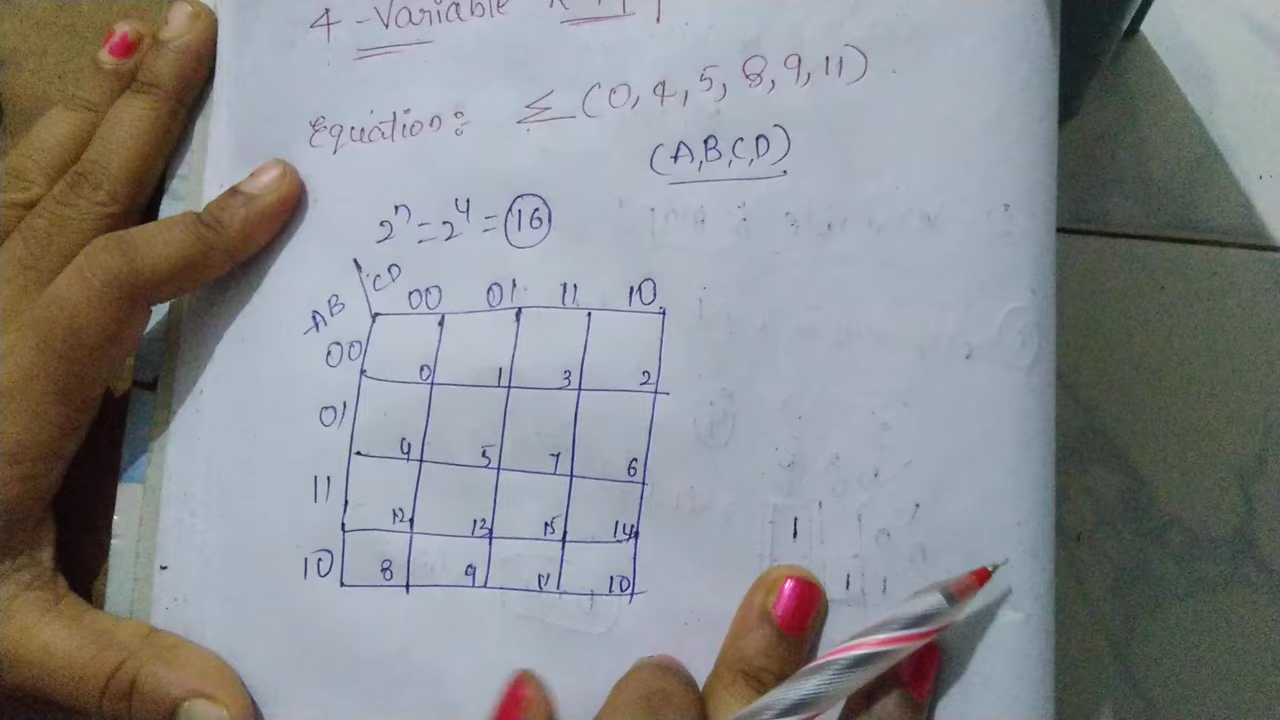 4 -Variable
Equation: Σ (0, 4, 5, 8, 9, 11)
(A,B,C,D)
2ⁿ = 2⁴ = 16
CD
AB 00 01 11 10
00 0 1 3 2
01 4 5 7 6
11 12 13 15 14
10 8 9 11 10